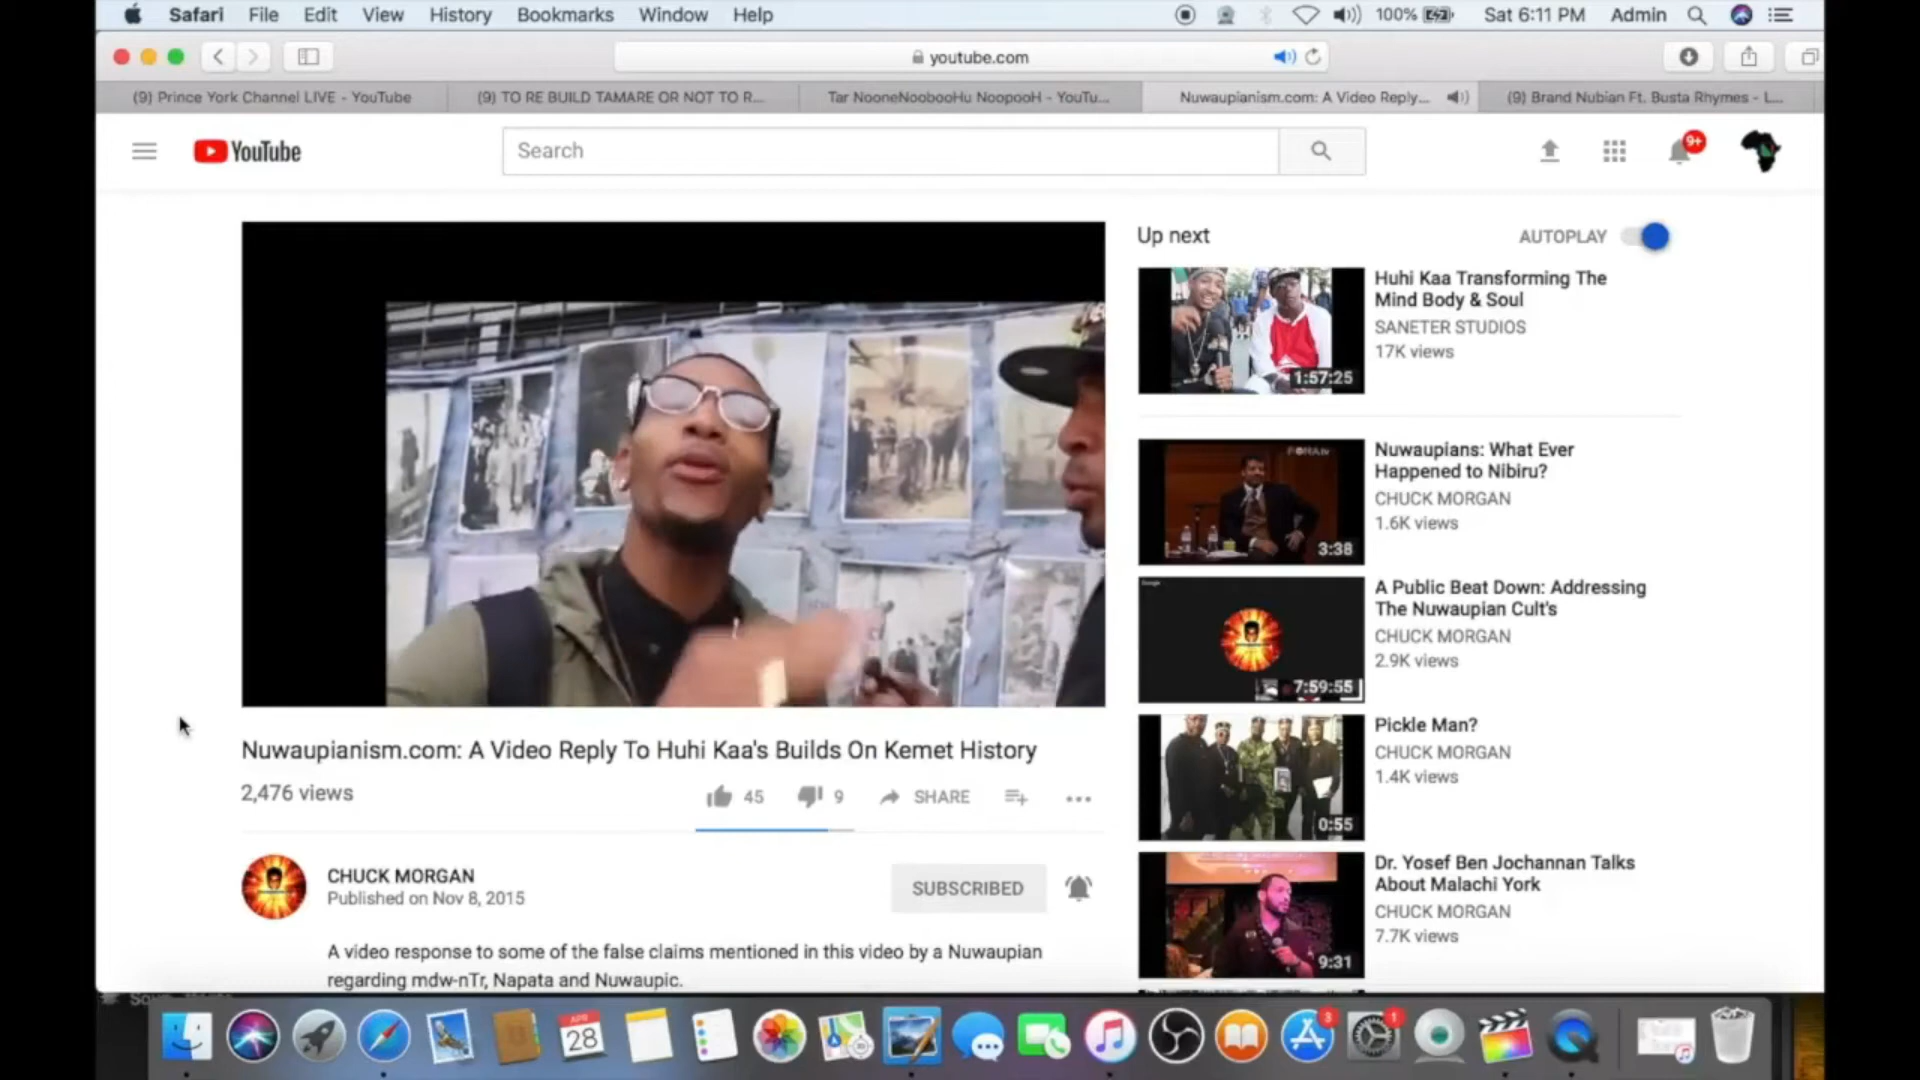 Safari File Edit View History Bookmarks Window Help 100% Sat 6:11 PM Admin
youtube.com
(9) Prince York Channel LIVE - YouTube
(9) TO RE BUILD TAMARE OR NOT TO R...
Tar NooneNoobooHu NoopooH - YouTu...
Nuwaupianism.com: A Video Reply...
(9) Brand Nubian Ft. Busta Rhymes - L...
YouTube
Search
9+
Up next
AUTOPLAY
Huhi Kaa Transforming The
Mind Body & Soul
SANETER STUDIOS
17K views
1:57:25
FORA.tv
Nuwaupians: What Ever
Happened to Nibiru?
CHUCK MORGAN
1.6K views
3:38
A Public Beat Down: Addressing
The Nuwaupian Cult's
CHUCK MORGAN
2.9K views
7:59:55
Pickle Man?
CHUCK MORGAN
1.4K views
0:55
Dr. Yosef Ben Jochannan Talks
About Malachi York
CHUCK MORGAN
7.7K views
9:31
Nuwaupianism.com: A Video Reply To Huhi Kaa's Builds On Kemet History
2,476 views
45
9
SHARE
CHUCK MORGAN
Published on Nov 8, 2015
SUBSCRIBED
A video response to some of the false claims mentioned in this video by a Nuwaupian
regarding mdw-nTr, Napata and Nuwaupic.
APR
28
3
1